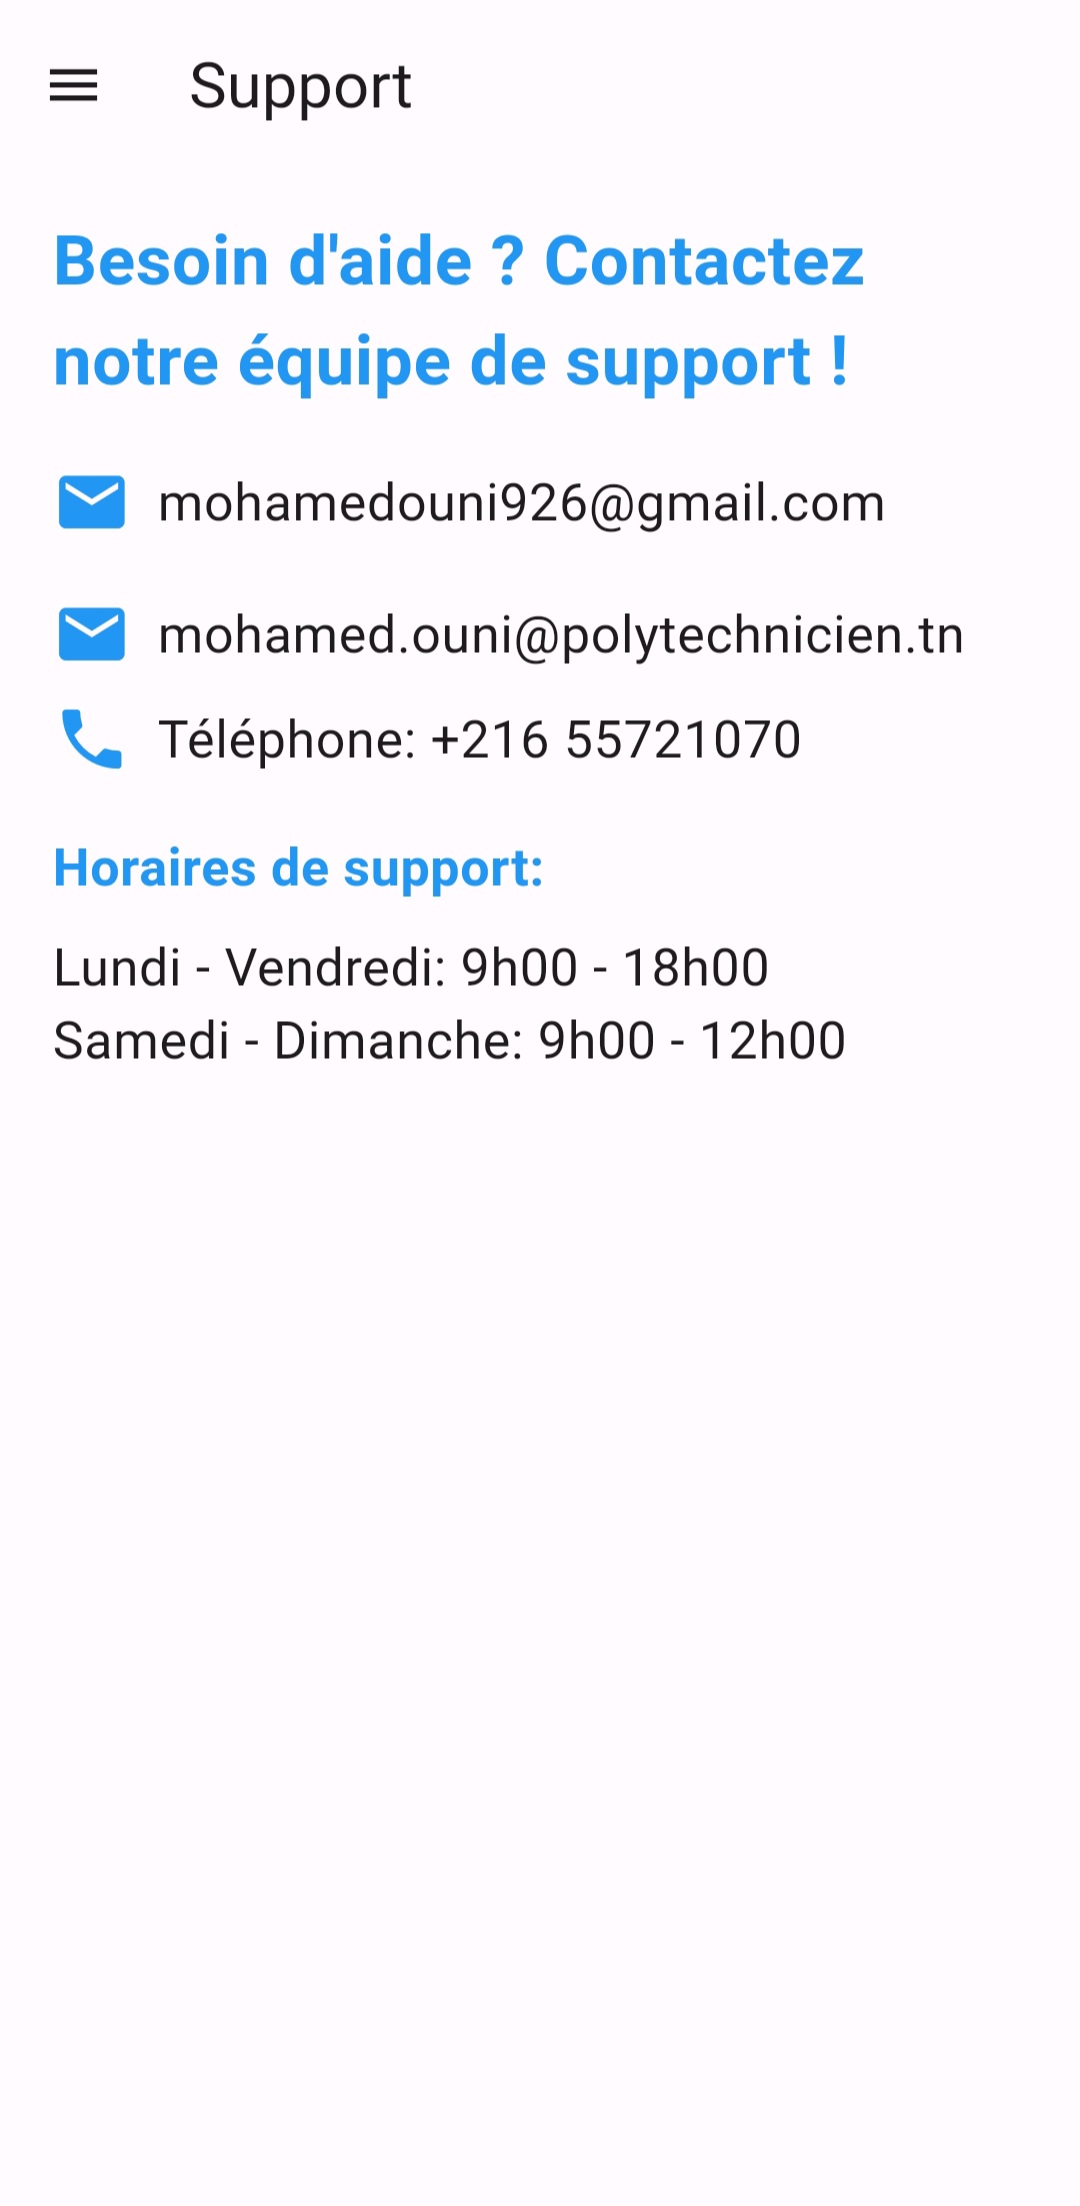 Support
Besoin d'aide ? Contactez
notre équipe de support !
mohamedouni926@gmail.com
mohamed.ouni@polytechnicien.tn
Téléphone: +216 55721070
Horaires de support:
Lundi - Vendredi: 9h00 - 18h00
Samedi - Dimanche: 9h00 - 12h00